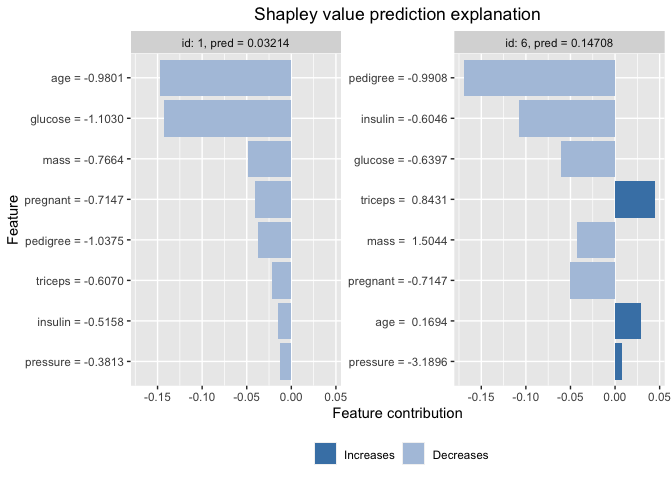 Shapley value prediction explanation
id: 1, pred = 0.03214
id: 6, pred = 0.14708
Feature
age = -0.9801
glucose = -1.1030
mass = -0.7664
pregnant = -0.7147
pedigree = -1.0375
triceps = -0.6070
insulin = -0.5158
pressure = -0.3813
pedigree = -0.9908
insulin = -0.6046
glucose = -0.6397
triceps = 0.8431
mass = 1.5044
pregnant = -0.7147
age = 0.1694
pressure = -3.1896
-0.15 -0.10 -0.05 0.00 0.05
-0.15 -0.10 -0.05 0.00 0.05
Feature contribution
Increases Decreases